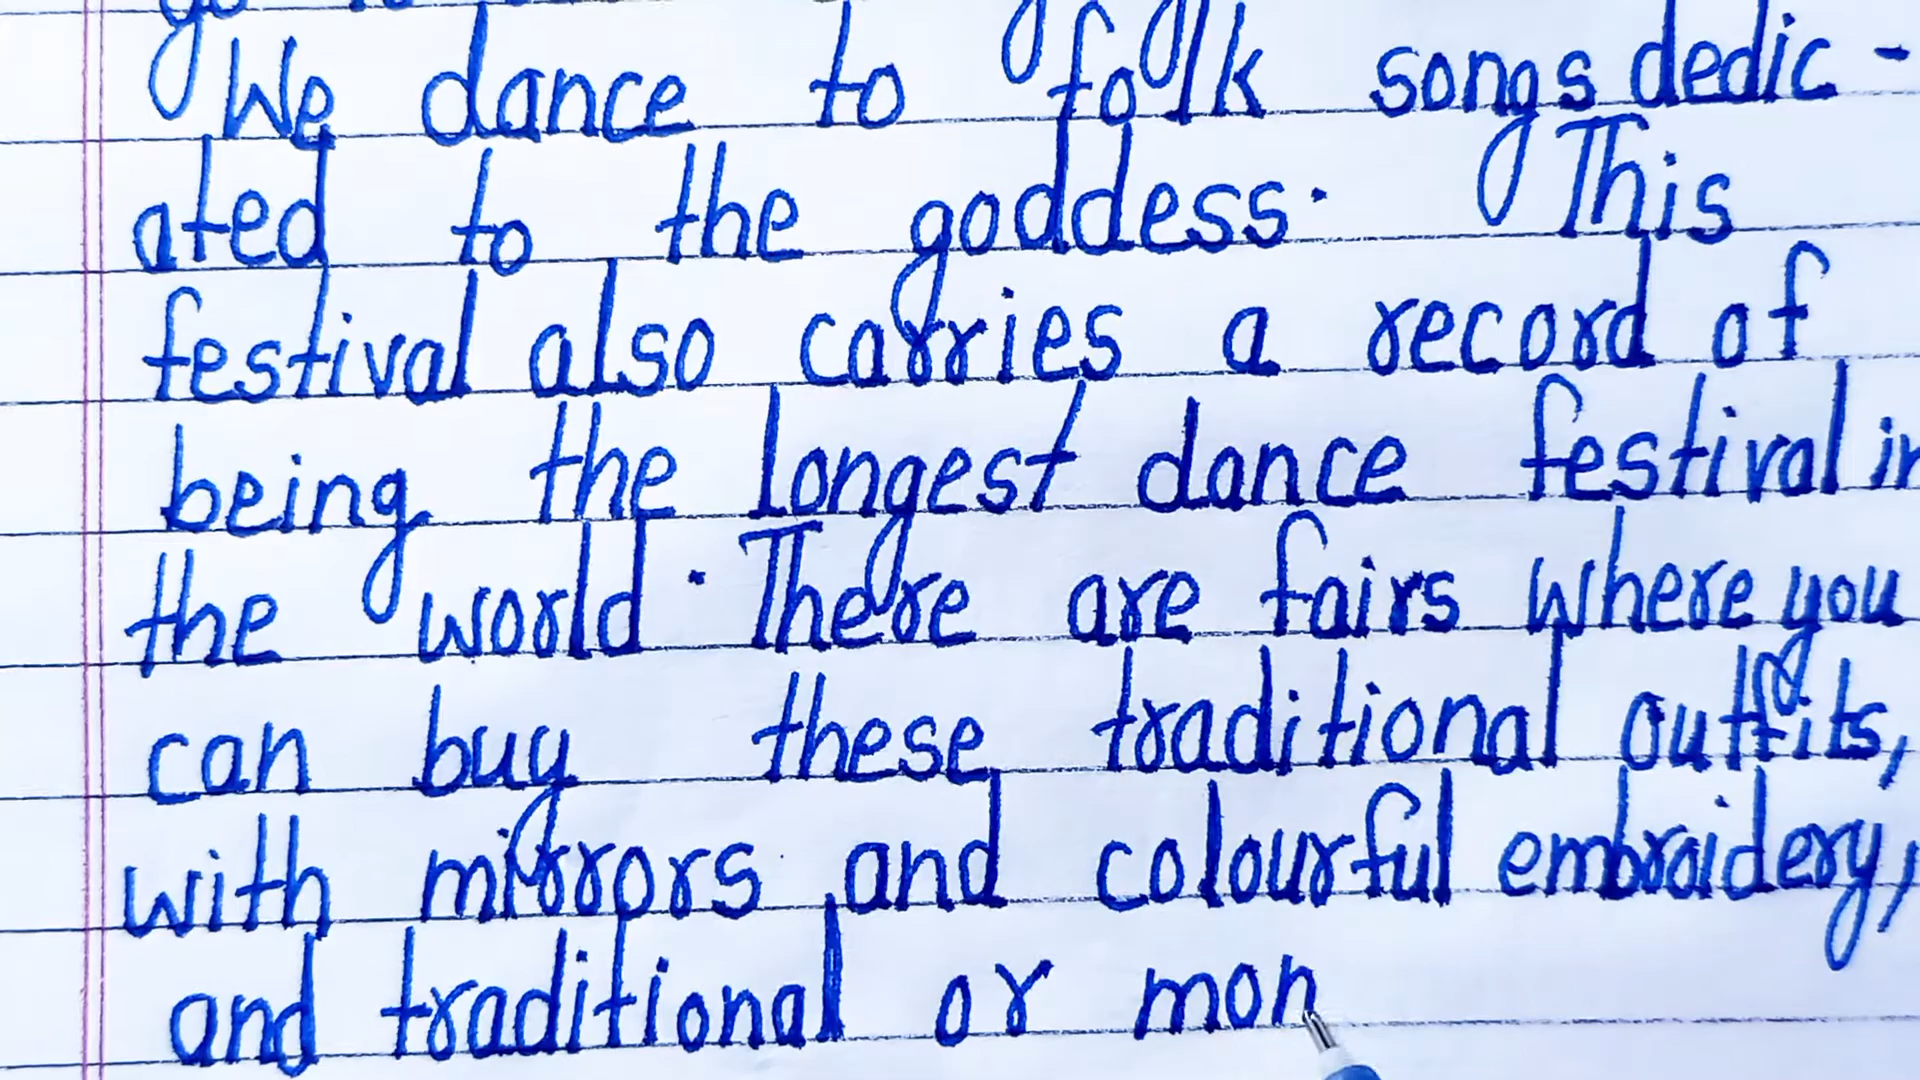 We dance to folk songs dedic -
ated to the goddess. This
festival also carries a record of
being the longest dance festival in
the world. There are fairs where you
can buy these traditional outfits,
with mirrors and colourful embroidery,
and traditional or mon